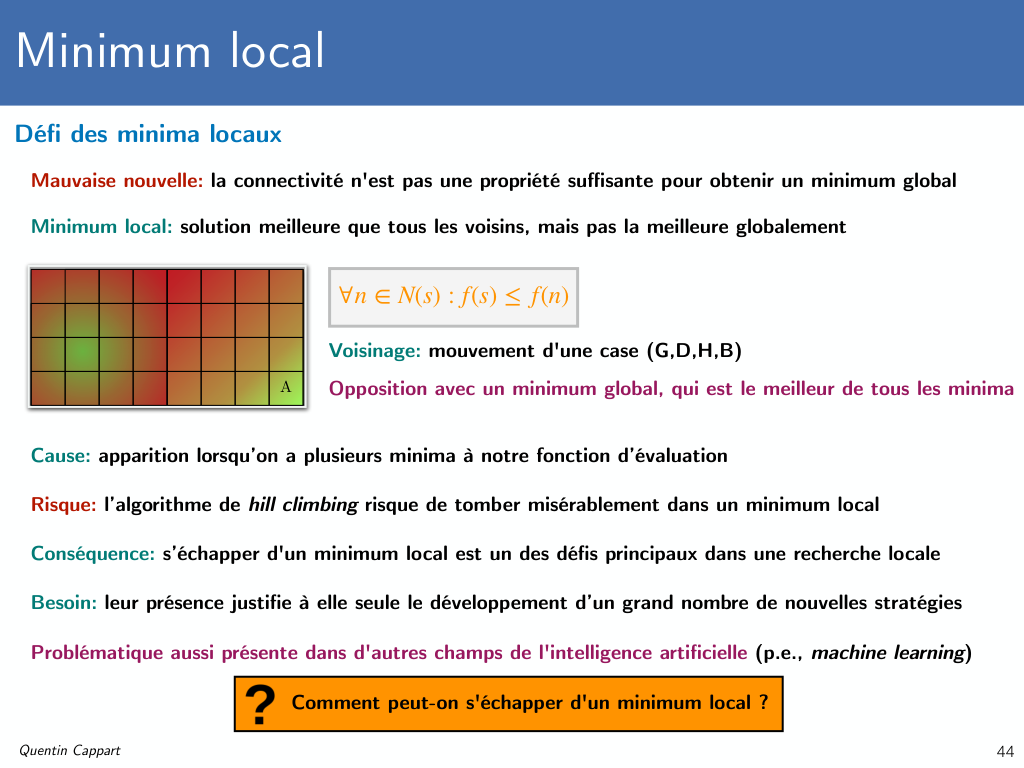 Minimum local
Défi des minima locaux
Mauvaise nouvelle: la connectivité n'est pas une propriété suffisante pour obtenir un minimum global
Minimum local: solution meilleure que tous les voisins, mais pas la meilleure globalement
∀n ∈ N(s) : f(s) ≤ f(n)
Voisinage: mouvement d'une case (G,D,H,B)
A
Opposition avec un minimum global, qui est le meilleur de tous les minima
Cause: apparition lorsqu’on a plusieurs minima à notre fonction d’évaluation
Risque: l’algorithme de hill climbing risque de tomber misérablement dans un minimum local
Conséquence: s’échapper d'un minimum local est un des défis principaux dans une recherche locale
Besoin: leur présence justifie à elle seule le développement d’un grand nombre de nouvelles stratégies
Problématique aussi présente dans d'autres champs de l'intelligence artificielle (p.e., machine learning)
? Comment peut-on s'échapper d'un minimum local ?
Quentin Cappart
44